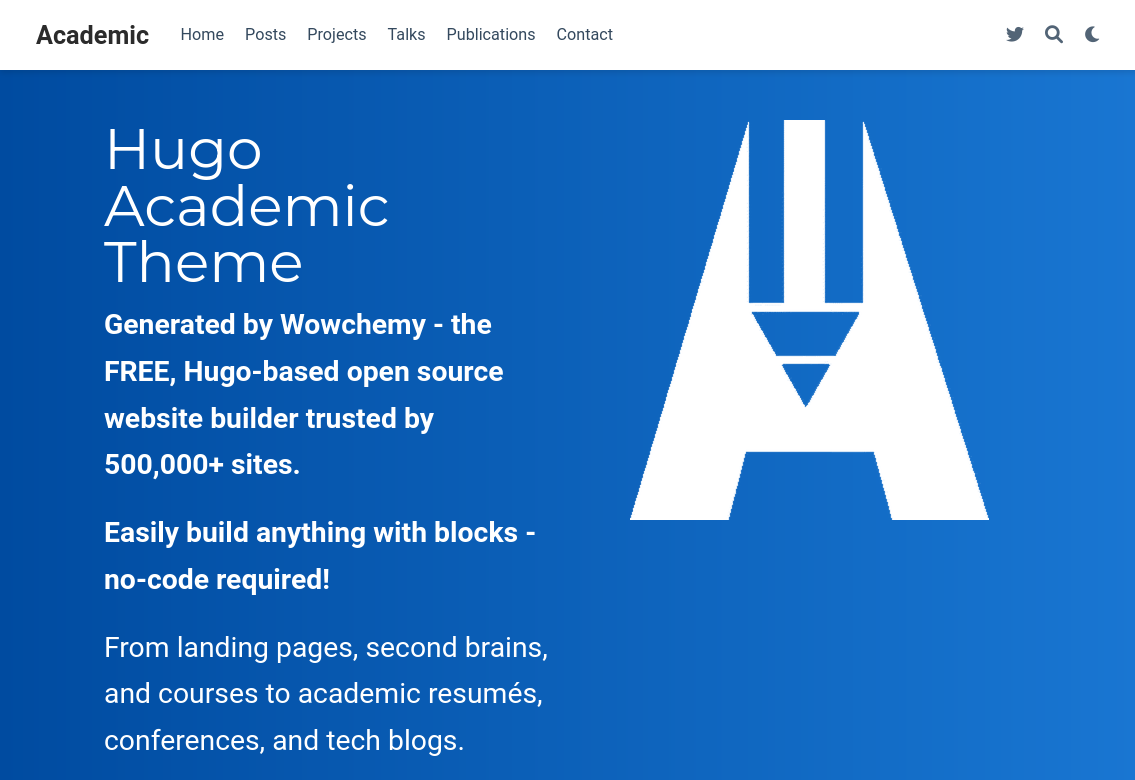 Academic Home Posts Projects Talks Publications Contact
Hugo
Academic
Theme
Generated by Wowchemy - the
FREE, Hugo-based open source
website builder trusted by
500,000+ sites.
Easily build anything with blocks -
no-code required!
From landing pages, second brains,
and courses to academic resumés,
conferences, and tech blogs.